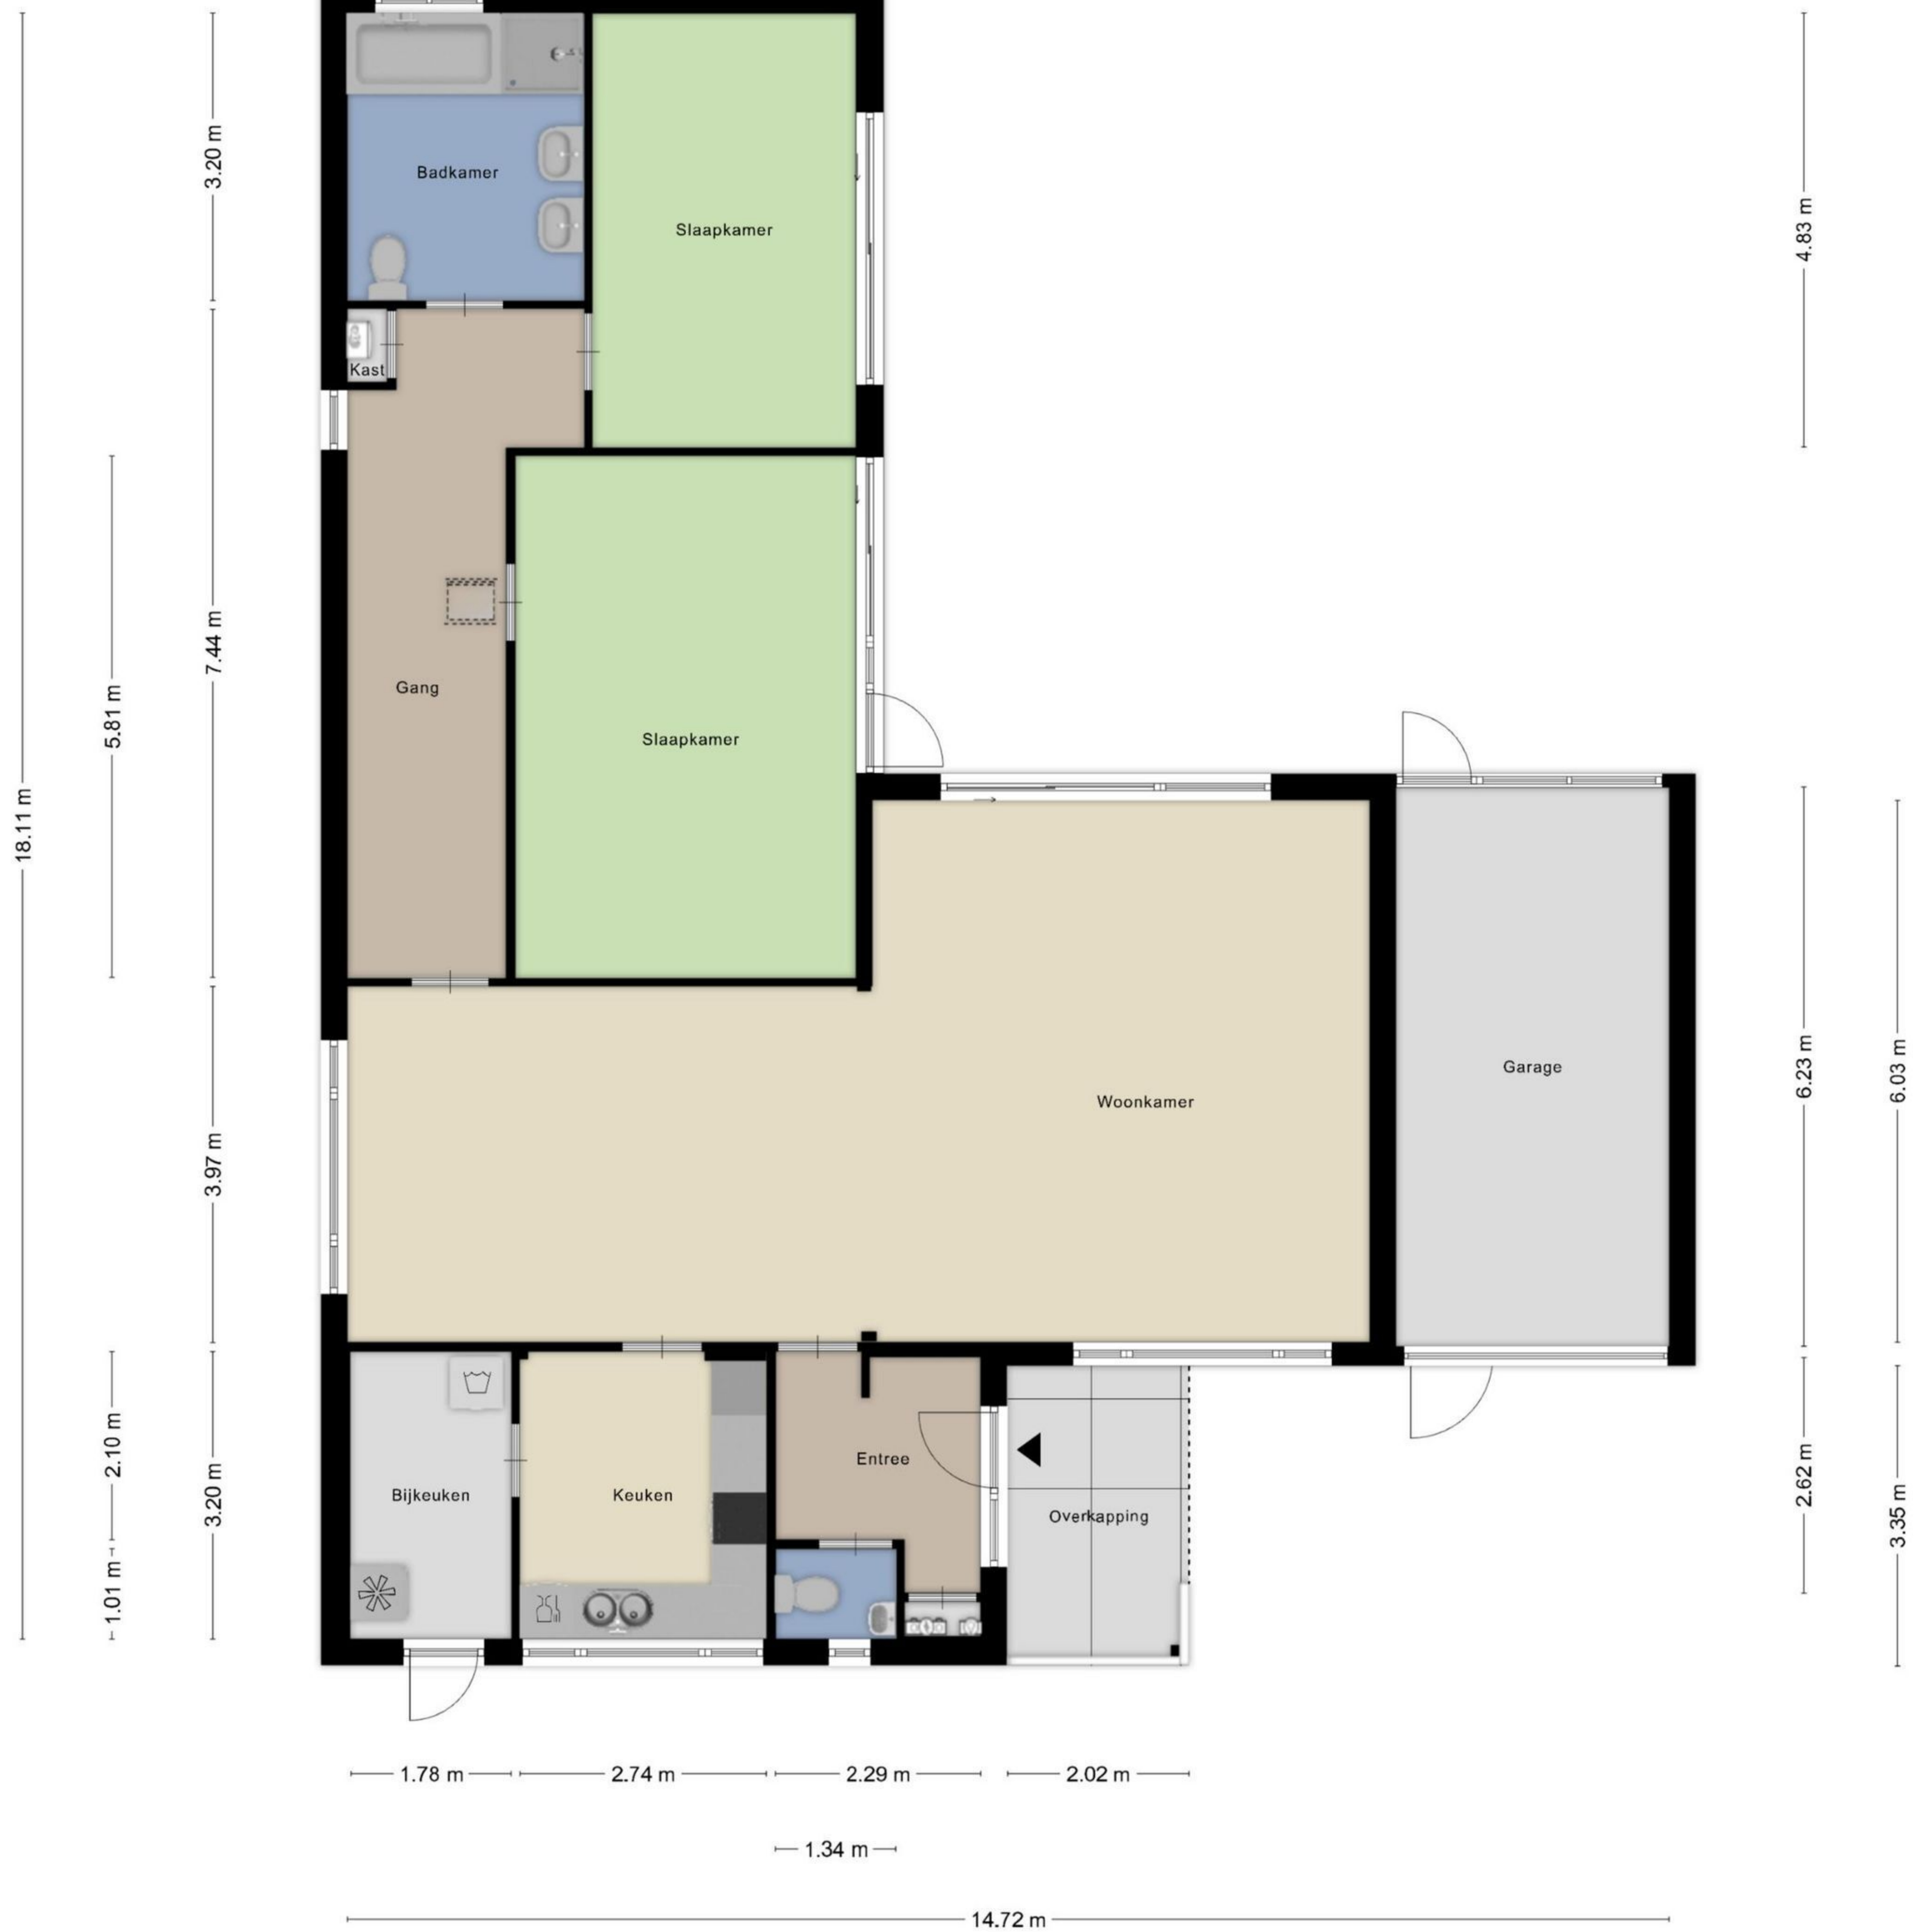 Badkamer
Slaapkamer
3.20 m
4.83 m
Kast
7.44 m
5.81 m
Gang
Slaapkamer
18.11 m
Woonkamer
Garage
6.23 m
6.03 m
3.97 m
2.10 m
1.01 m
3.20 m
Bijkeuken
Keuken
Entree
Overkapping
2.62 m
3.35 m
1.78 m
2.74 m
2.29 m
2.02 m
1.34 m
14.72 m